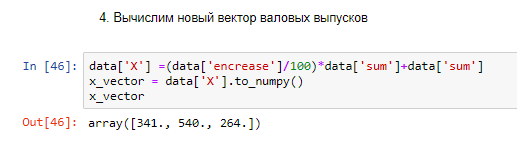 4. Вычислим новый вектор валовых выпусков
In [46]: data['X'] =(data['encrease']/100)*data['sum']+data['sum']
x_vector = data['X'].to_numpy()
x_vector
Out[46]: array([341., 540., 264.])